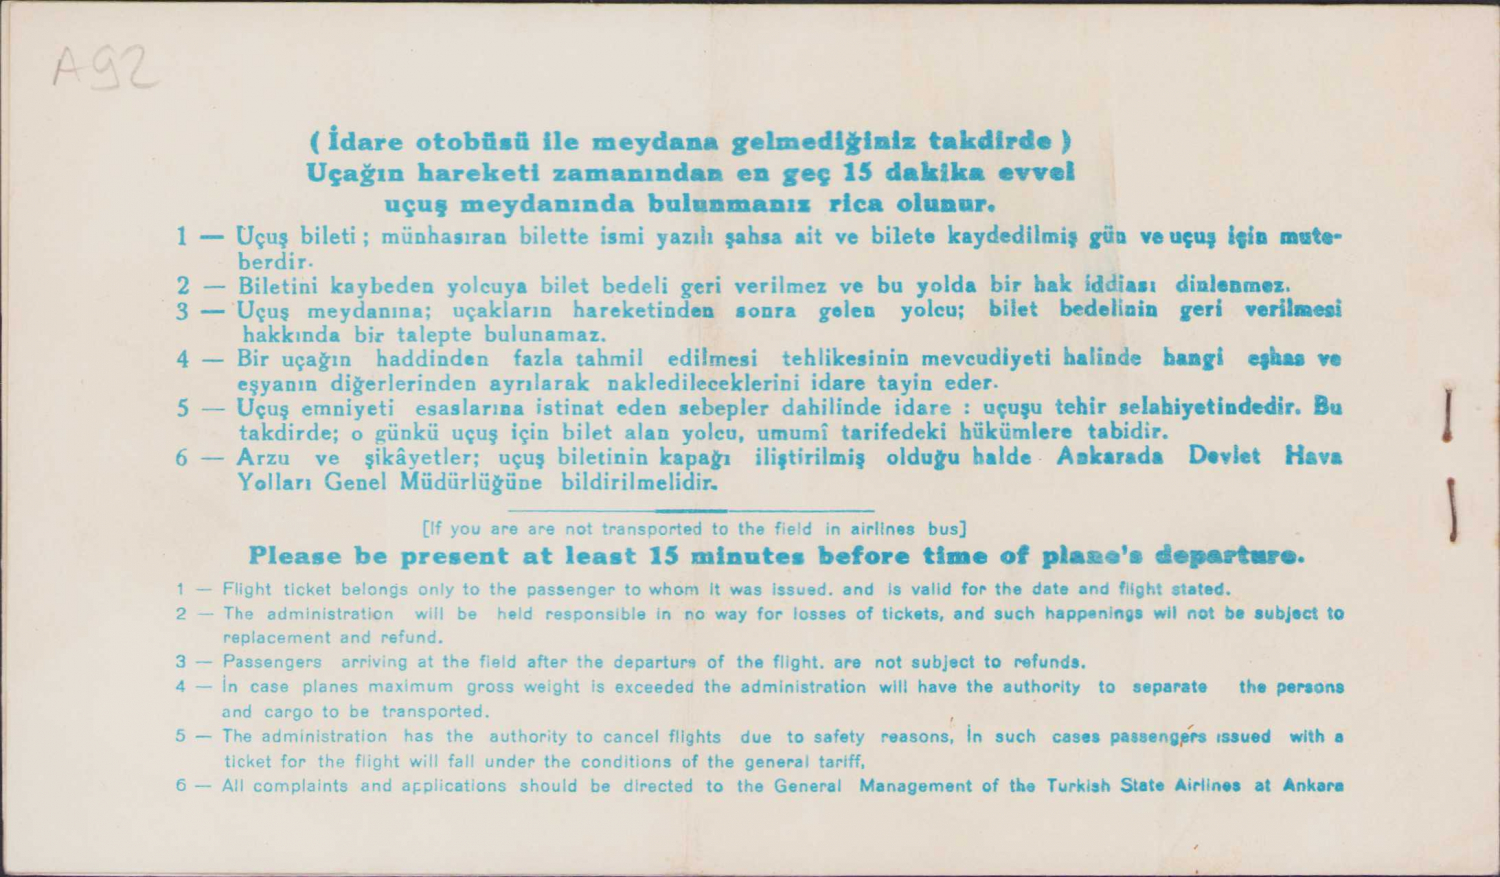 A92
( İdare otobüsü ile meydana gelmediğiniz takdirde )
Uçağın hareketi zamanından en geç 15 dakika evvel
uçuş meydanında bulunmanız rica olunur.
1 — Uçuş bileti ; münhasıran bilette ismi yazılı şahsa ait ve bilete kaydedilmiş gün ve uçuş için mute-
berdir.
2 — Biletini kaybeden yolcuya bilet bedeli geri verilmez ve bu yolda bir hak iddiası dinlenmez.
3 — Uçuş meydanına; uçakların hareketinden sonra gelen yolcu; bilet bedelinin geri verilmesi
hakkında bir talepte bulunamaz.
4 — Bir uçağın haddinden fazla tahmil edilmesi tehlikesinin mevcudiyeti halinde hangi eşhas ve
eşyanın diğerlerinden ayrılarak nakledileceklerini idare tayin eder.
5 — Uçuş emniyeti esaslarına istinat eden sebepler dahilinde idare : uçuşu tehir selahiyetindedir. Bu
takdirde; o günkü uçuş için bilet alan yolcu, umumî tarifedeki hükümlere tabidir.
6 — Arzu ve şikâyetler; uçuş biletinin kapağı iliştirilmiş olduğu halde Ankarada Devlet Hava
Yolları Genel Müdürlüğüne bildirilmelidir.
[If you are are not transported to the field in airlines bus]
Please be present at least 15 minutes before time of plane's departure.
1 — Flight ticket belongs only to the passenger to whom it was issued. and is valid for the date and flight stated.
2 — The administration will be held responsible in no way for losses of tickets, and such happenings wil not be subject to
replacement and refund.
3 — Passengers arriving at the field after the departure of the flight. are not subject to refunds.
4 — İn case planes maximum gross weight is exceeded the administration will have the authority to separate the persons
and cargo to be transported.
5 — The administration has the authority to cancel flights due to safety reasons, İn such cases passengers ıssued with a
ticket for the flight will fall under the conditions of the general tariff,
6 — All complaints and applications should be directed to the General Management of the Turkish State Airlines at Ankara